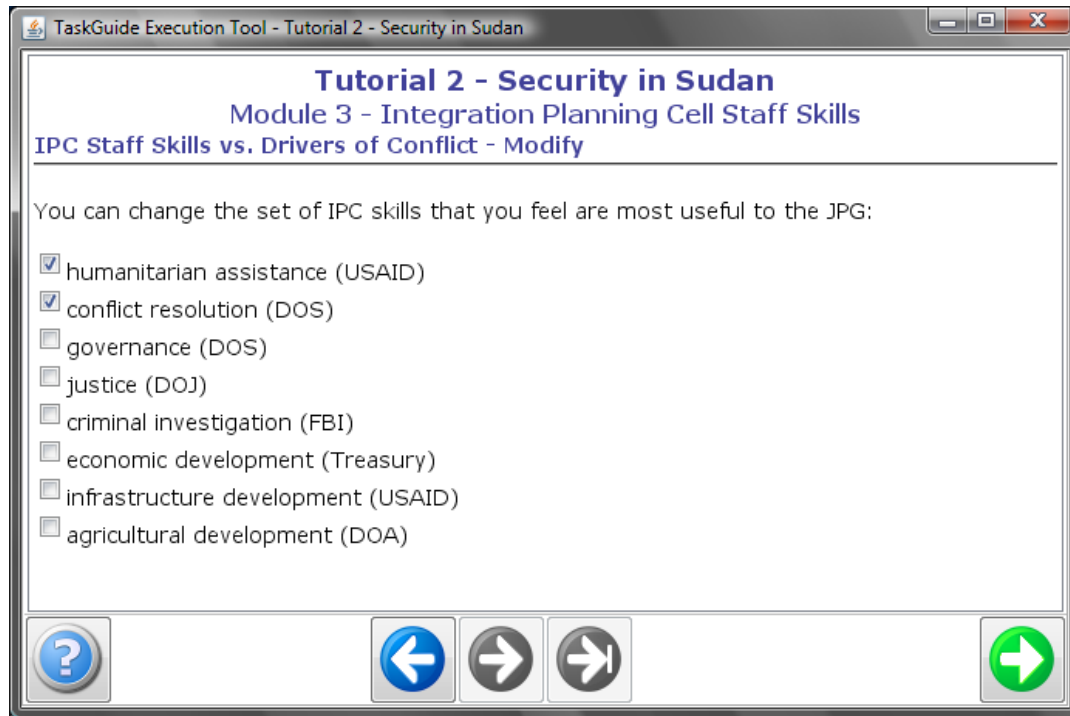 TaskGuide Execution Tool - Tutorial 2 - Security in Sudan
Tutorial 2 - Security in Sudan
Module 3 - Integration Planning Cell Staff Skills
IPC Staff Skills vs. Drivers of Conflict - Modify
You can change the set of IPC skills that you feel are most useful to the JPG:
humanitarian assistance (USAID)
conflict resolution (DOS)
governance (DOS)
justice (DOJ)
criminal investigation (FBI)
economic development (Treasury)
infrastructure development (USAID)
agricultural development (DOA)